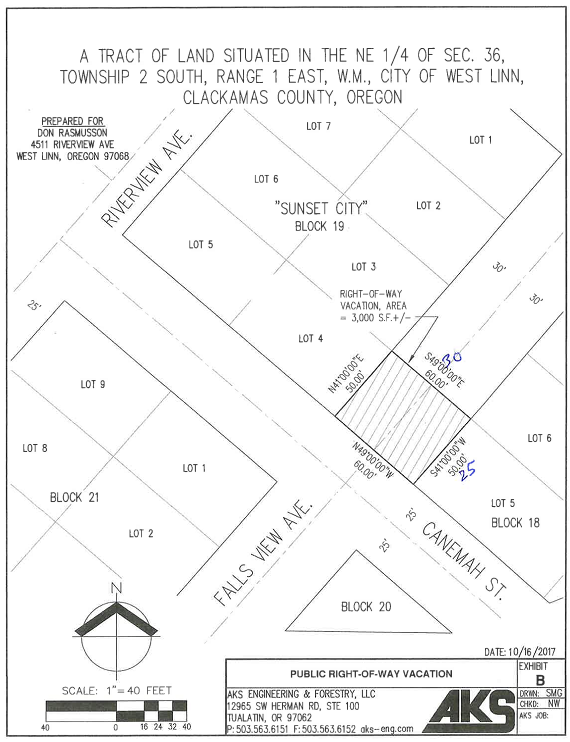 A TRACT OF LAND SITUATED IN THE NE 1/4 OF SEC. 36,
TOWNSHIP 2 SOUTH, RANGE 1 EAST, W.M., CITY OF WEST LINN,
CLACKAMAS COUNTY, OREGON
PREPARED FOR
DON RASMUSSON
4511 RIVERVIEW AVE
WEST LINN, OREGON 97068
RIVERVIEW AVE.
LOT 7
LOT 1
LOT 6
LOT 2
"SUNSET CITY"
BLOCK 19
LOT 5
LOT 3
30'
30'
25'
RIGHT-OF-WAY
VACATION, AREA
= 3,000 S.F.+/-
LOT 4
N41°00'00"E
50.00'
S49°00'00"E
60.00'
30
LOT 9
LOT 6
N49°00'00"W
60.00'
S41°00'00"W
50.00'
25
LOT 8
LOT 1
BLOCK 21
LOT 5
BLOCK 18
LOT 2
FALLS VIEW AVE.
25'
25'
CANEMAH ST.
BLOCK 20
N
SCALE: 1"= 40 FEET
40 0 16 24 32 40
DATE: 10/16/2017
PUBLIC RIGHT-OF-WAY VACATION
EXHIBIT
B
AKS ENGINEERING & FORESTRY, LLC
12965 SW HERMAN RD, STE 100
TUALATIN, OR 97062
P: 503.563.6151 F: 503.563.6152 aks-eng.com
AKS
DRWN: SMG
CHKD: NW
AKS JOB: